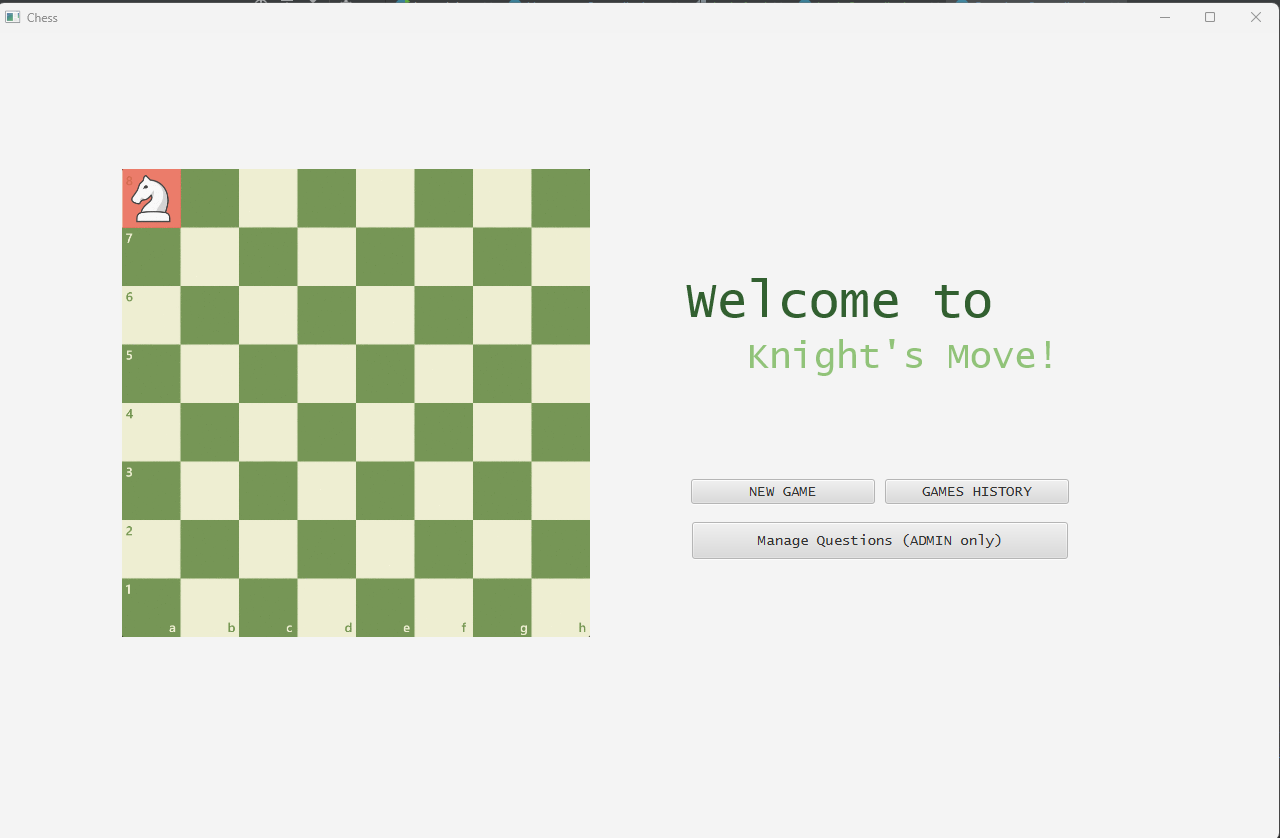 Chess
8
7
6
5
4
3
2
1
a b c d e f g h
Welcome to
Knight's Move!
NEW GAME GAMES HISTORY
Manage Questions (ADMIN only)